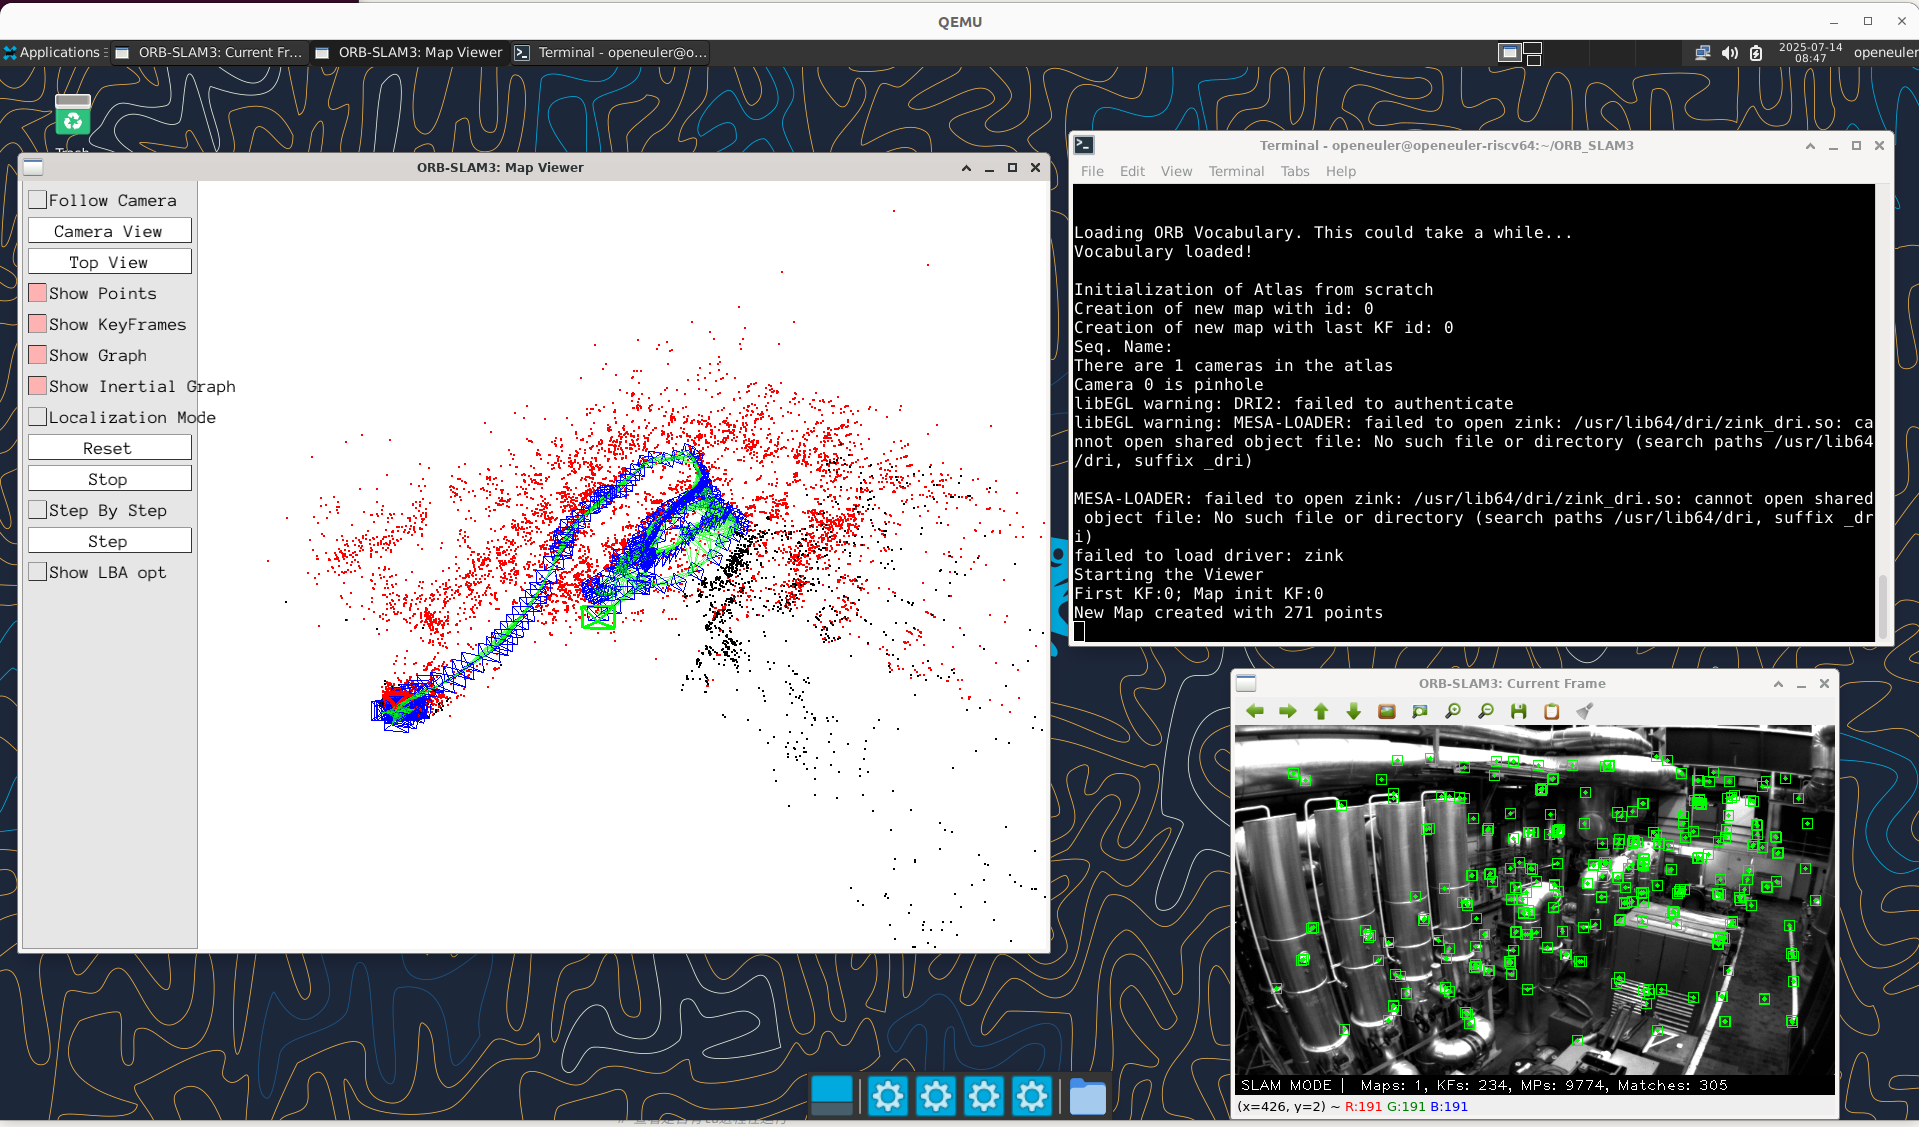 QEMU
Applications
ORB-SLAM3: Current Fr...
ORB-SLAM3: Map Viewer
Terminal - openeuler@o...
2025-07-14
08:47
openeuler
ORB-SLAM3: Map Viewer
Follow Camera
Camera View
Top View
Show Points
Show KeyFrames
Show Graph
Show Inertial Graph
Localization Mode
Reset
Stop
Step By Step
Step
Show LBA opt
Terminal - openeuler@openeuler-riscv64:~/ORB_SLAM3
File Edit View Terminal Tabs Help
Loading ORB Vocabulary. This could take a while...
Vocabulary loaded!
Initialization of Atlas from scratch
Creation of new map with id: 0
Creation of new map with last KF id: 0
Seq. Name:
There are 1 cameras in the atlas
Camera 0 is pinhole
libEGL warning: DRI2: failed to authenticate
libEGL warning: MESA-LOADER: failed to open zink: /usr/lib64/dri/zink_dri.so: ca
nnot open shared object file: No such file or directory (search paths /usr/lib64
/dri, suffix _dri)
MESA-LOADER: failed to open zink: /usr/lib64/dri/zink_dri.so: cannot open shared
object file: No such file or directory (search paths /usr/lib64/dri, suffix _dr
i)
failed to load driver: zink
Starting the Viewer
First KF:0; Map init KF:0
New Map created with 271 points
ORB-SLAM3: Current Frame
SLAM MODE | Maps: 1, KFs: 234, MPs: 9774, Matches: 305
(x=426, y=2) ~ R:191 G:191 B:191